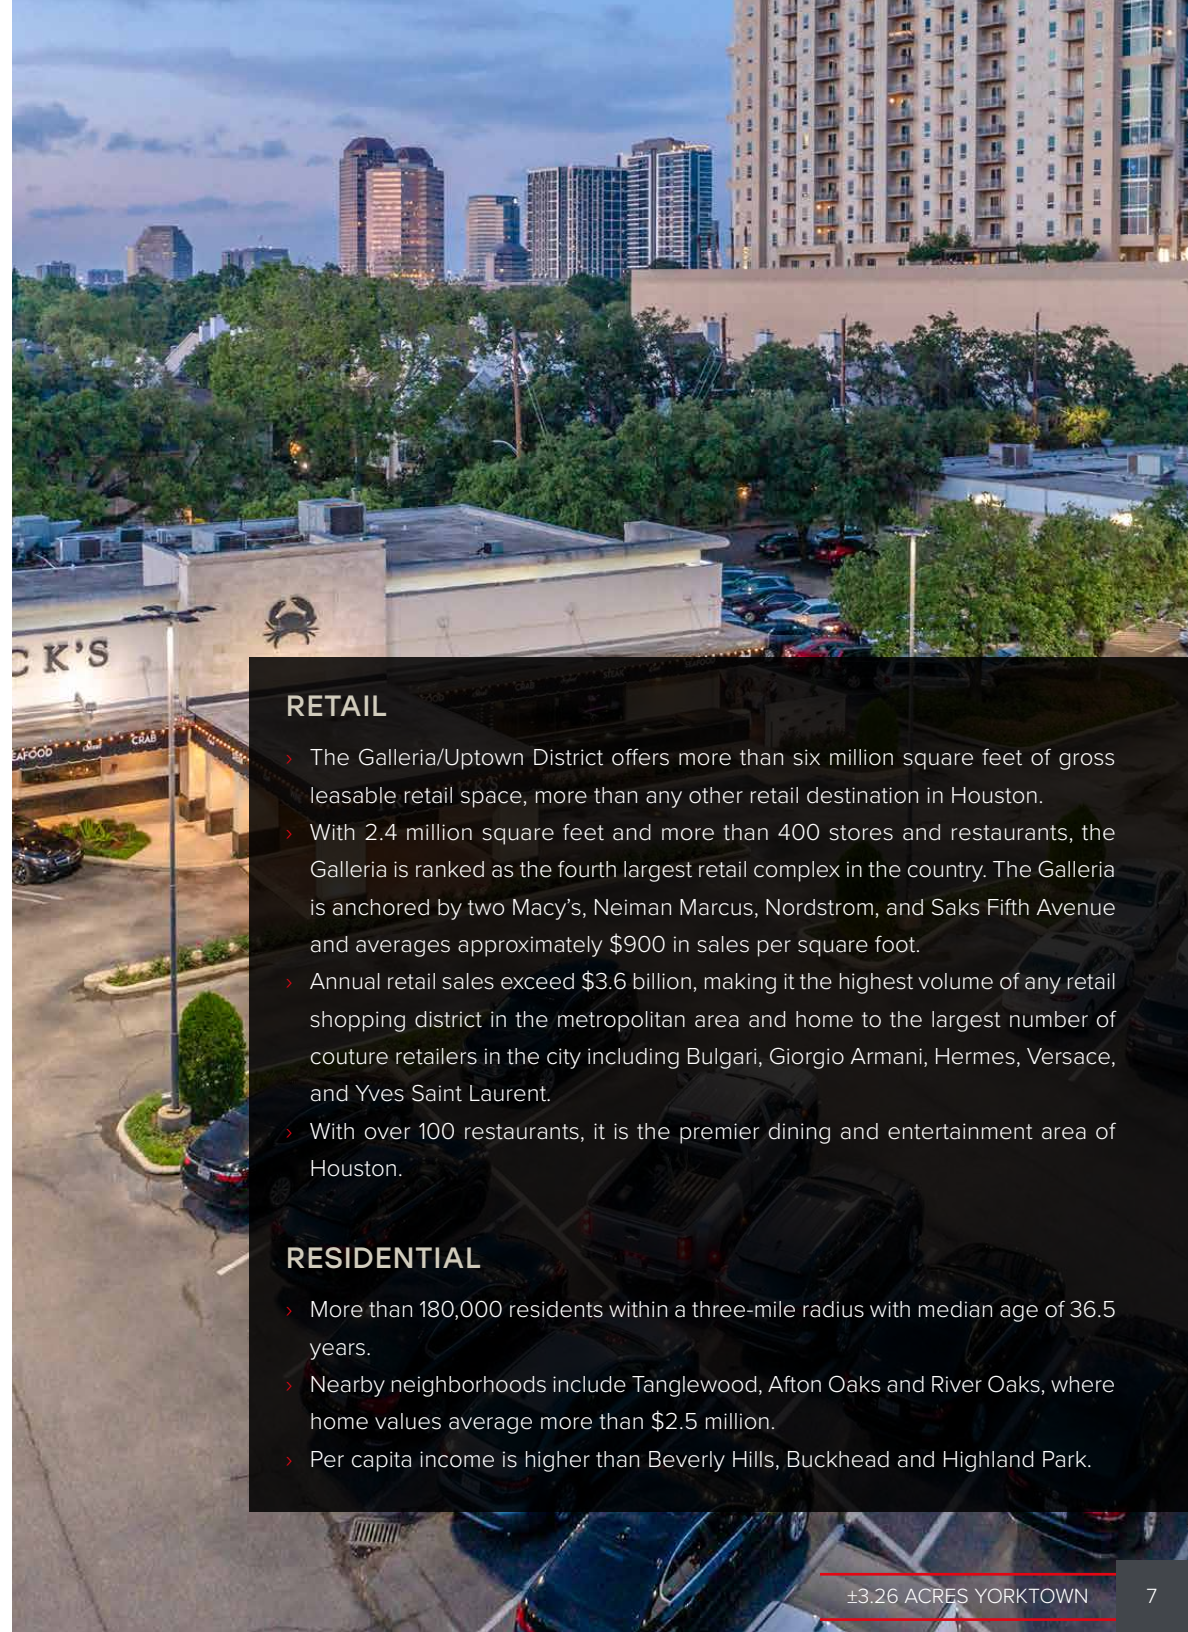 CK'S
SEAFOOD
CRAB
STEAK
RETAIL
› The Galleria/Uptown District offers more than six million square feet of gross
leasable retail space, more than any other retail destination in Houston.
› With 2.4 million square feet and more than 400 stores and restaurants, the
Galleria is ranked as the fourth largest retail complex in the country. The Galleria
is anchored by two Macy’s, Neiman Marcus, Nordstrom, and Saks Fifth Avenue
and averages approximately $900 in sales per square foot.
› Annual retail sales exceed $3.6 billion, making it the highest volume of any retail
shopping district in the metropolitan area and home to the largest number of
couture retailers in the city including Bulgari, Giorgio Armani, Hermes, Versace,
and Yves Saint Laurent.
› With over 100 restaurants, it is the premier dining and entertainment area of
Houston.
RESIDENTIAL
› More than 180,000 residents within a three-mile radius with median age of 36.5
years.
› Nearby neighborhoods include Tanglewood, Afton Oaks and River Oaks, where
home values average more than $2.5 million.
› Per capita income is higher than Beverly Hills, Buckhead and Highland Park.
±3.26 ACRES YORKTOWN
7